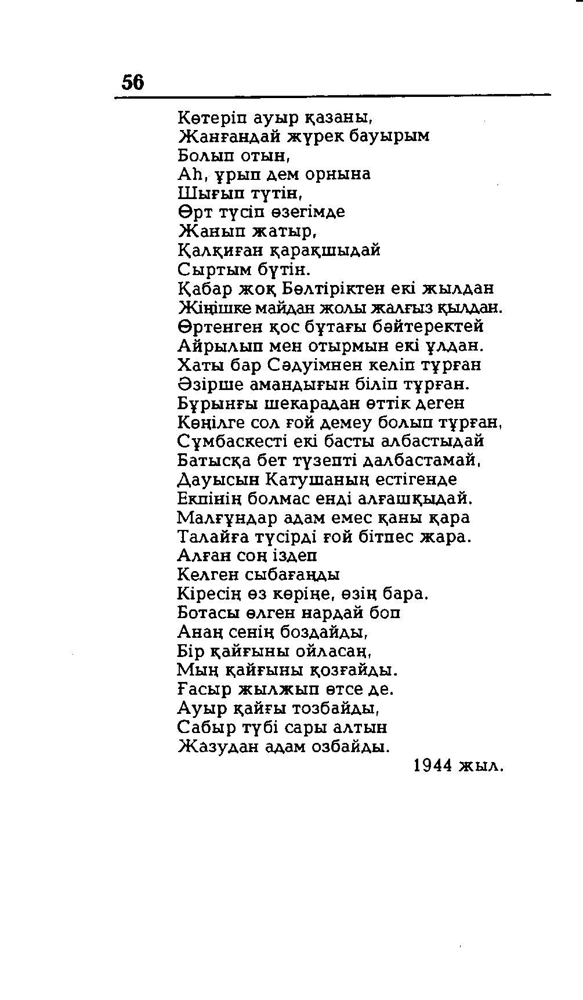 56
Көтеріп ауыр қазаны,
Жанғандай жүрек бауырым
Болып отын,
Аһ, ұрып дем орнына
Шығып түтін,
Өрт түсіп өзегімде
Жанып жатыр,
Қалқиған қарақшыдай
Сыртым бүтін.
Қабар жоқ Бөлтіріктен екі жылдан
Жіңішке майдан жолы жалғыз қылдан.
Өртенген қос бұтағы бәйтеректей
Айрылып мен отырмын екі ұлдан.
Хаты бар Сәдуімнен келіп тұрған
Әзірше амандығын біліп тұрған.
Бұрынғы шекарадан өттік деген
Көңілге сол ғой демеу болып тұрған,
Сұмбаскесті екі басты албастыдай
Батысқа бет түзепті далбастамай,
Дауысын Катушаның естігенде
Екпінің болмас енді алғашқыдай.
Малғұндар адам емес қаны қара
Талайға түсірді ғой бітпес жара.
Алған соң іздеп
Келген сыбағаңды
Кіресің өз көріңе, өзің бара.
Ботасы өлген нардай боп
Анаң сенің боздайды,
Бір қайғыны ойласаң,
Мың қайғыны қозғайды.
Ғасыр жылжып өтсе де.
Ауыр қайғы тозбайды,
Сабыр түбі сары алтын
Жазудан адам озбайды.
1944 жыл.